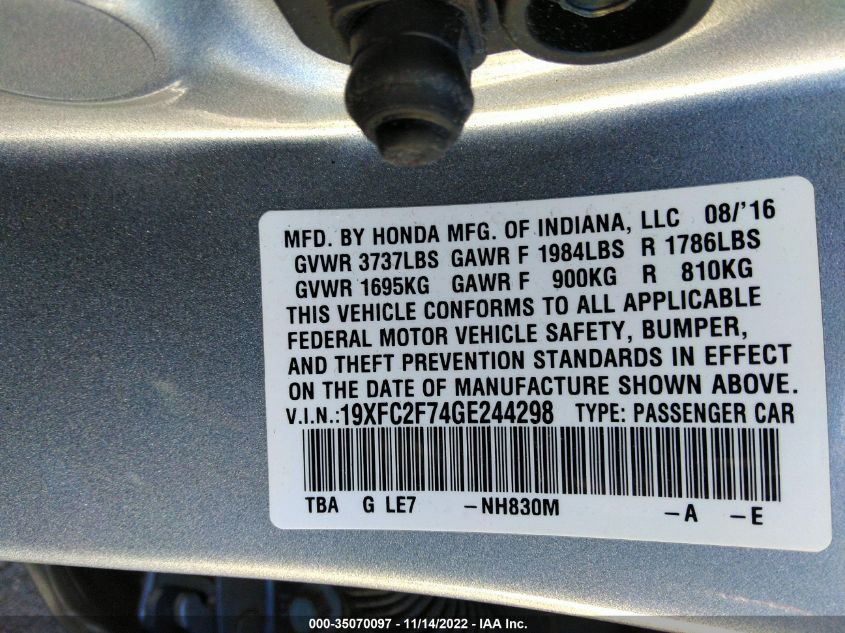 MFD. BY HONDA MFG. OF INDIANA, LLC 08/'16
GVWR 3737LBS GAWR F 1984LBS R 1786LBS
GVWR 1695KG GAWR F 900KG R 810KG
THIS VEHICLE CONFORMS TO ALL APPLICABLE
FEDERAL MOTOR VEHICLE SAFETY, BUMPER,
AND THEFT PREVENTION STANDARDS IN EFFECT
ON THE DATE OF MANUFACTURE SHOWN ABOVE.
V.I.N.:19XFC2F74GE244298 TYPE: PASSENGER CAR
TBA G LE7 -NH830M -A -E
000-35070097 - 11/14/2022 - IAA Inc.